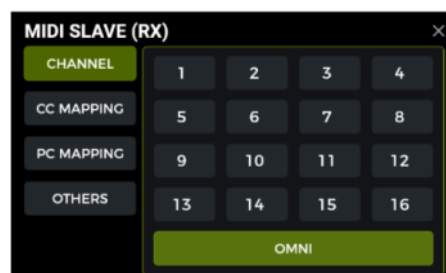 MIDI SLAVE (RX) ×
CHANNEL
1 2 3 4
CC MAPPING
5 6 7 8
PC MAPPING
9 10 11 12
OTHERS
13 14 15 16
OMNI